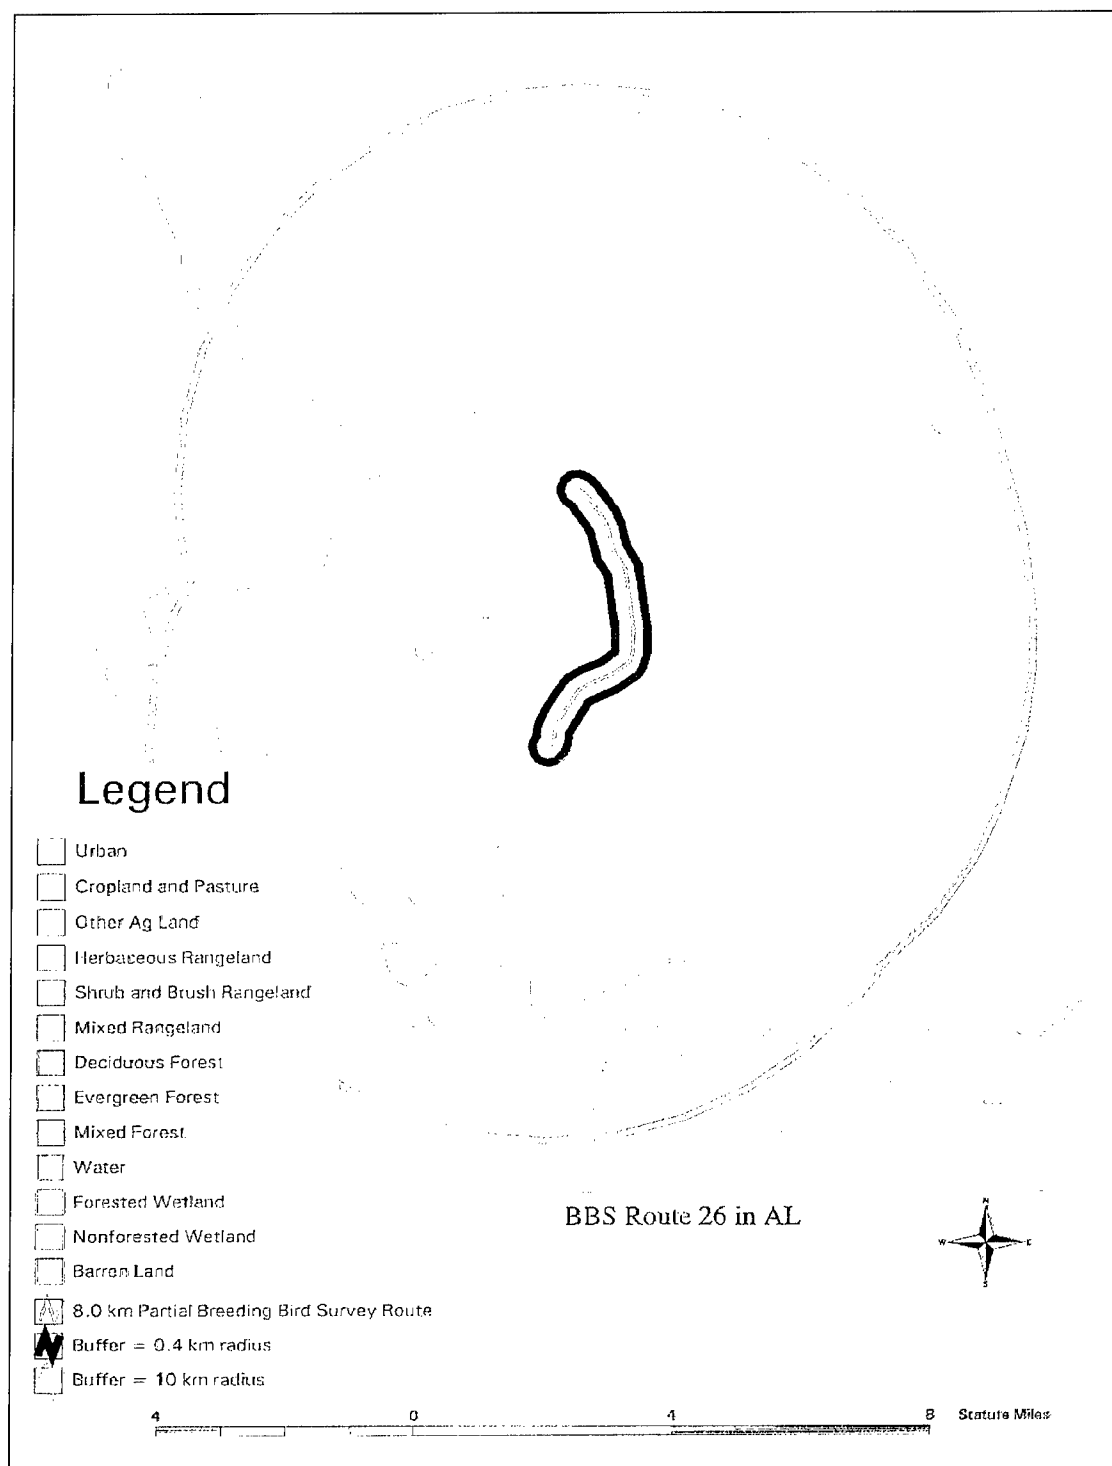 Legend
Urban
Cropland and Pasture
Other Ag Land
Herbaceous Rangeland
Shrub and Brush Rangeland
Mixed Rangeland
Deciduous Forest
Evergreen Forest
Mixed Forest
Water
Forested Wetland
Nonforested Wetland
Barren Land
8.0 km Partial Breeding Bird Survey Route
Buffer = 0.4 km radius
Buffer = 10 km radius
BBS Route 26 in AL
N
W E
S
4 0 4 8 Statute Miles